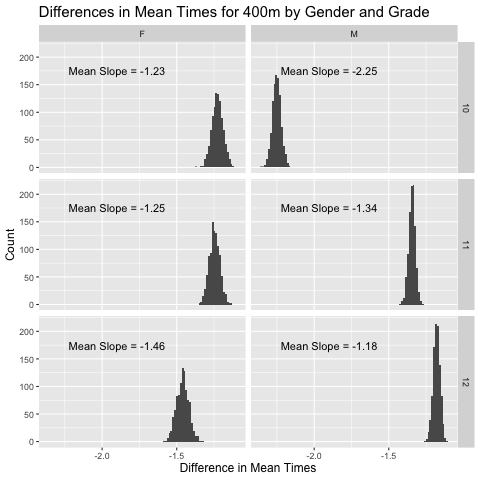 Differences in Mean Times for 400m by Gender and Grade
F
M
200
150
100
50
0
Mean Slope = -1.23
Mean Slope = -2.25
10
200
150
100
50
0
Mean Slope = -1.25
Mean Slope = -1.34
11
200
150
100
50
0
Mean Slope = -1.46
Mean Slope = -1.18
12
Count
-2.0
-1.5
-2.0
-1.5
Difference in Mean Times